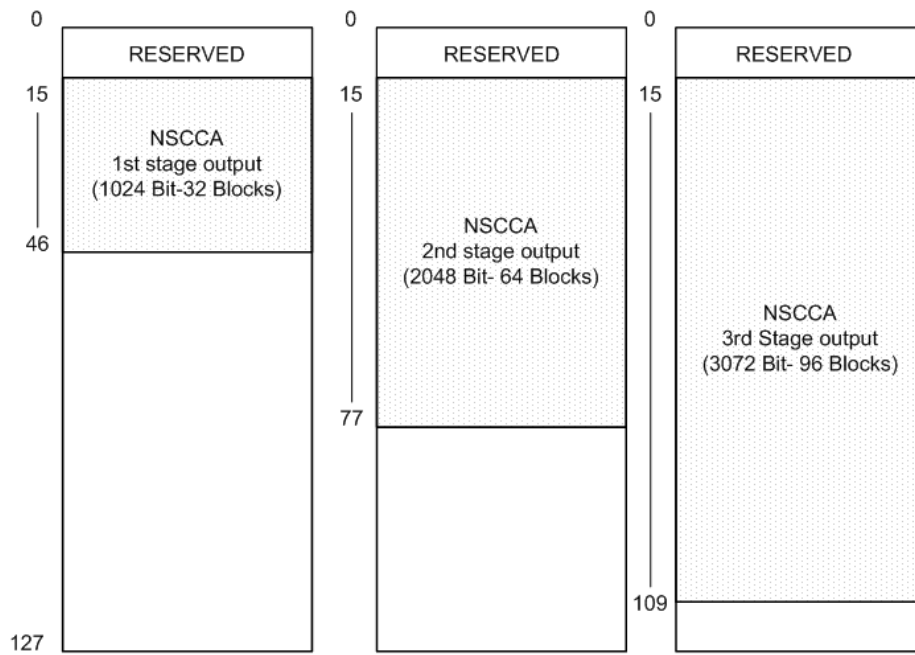 0
RESERVED
15
NSCCA
1st stage output
(1024 Bit-32 Blocks)
46
127
0
RESERVED
15
NSCCA
2nd stage output
(2048 Bit- 64 Blocks)
77
0
RESERVED
15
NSCCA
3rd Stage output
(3072 Bit- 96 Blocks)
109